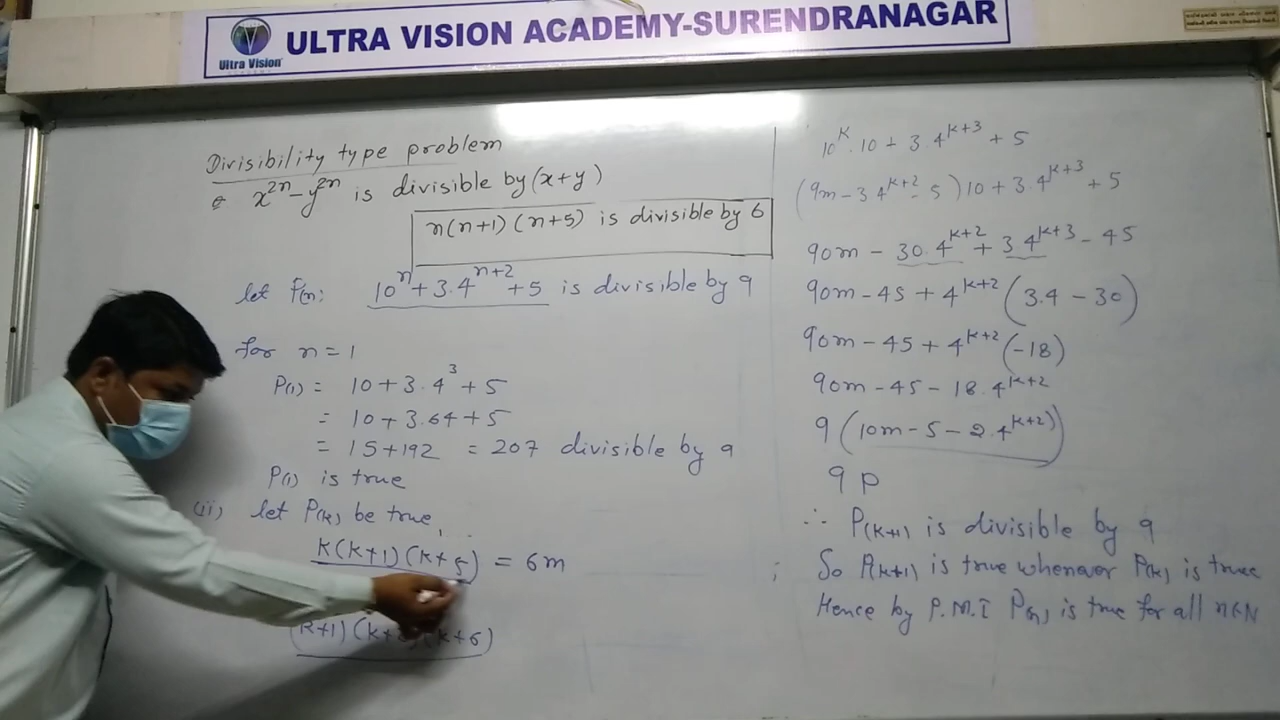 ULTRA VISION ACADEMY-SURENDRANAGAR
Ultra Vision
Divisibility type problem
x^{2n} - y^{2n} is divisible by (x+y)
n(n+1)(n+5) is divisible by 6
let P(n): 10^n + 3.4^{n+2} + 5 is divisible by 9
for n = 1
P(1) = 10 + 3.4^3 + 5
= 10 + 3.64 + 5
= 15 + 192 = 207 divisible by 9
P(1) is true
(ii) let P(k) be true,
k(k+1)(k+5) = 6m
(k+1)(k+ (k+6)
10^k.10 + 3.4^{k+3} + 5
(9m - 3 4^{k+2} - 5)10 + 3.4^{k+3} + 5
90m - 30.4^{k+2} + 3 4^{k+3} - 45
90m - 45 + 4^{k+2}(3.4 - 30)
90m - 45 + 4^{k+2}(-18)
90m - 45 - 18.4^{k+2}
9(10m - 5 - 2.4^{k+2})
9 p
∴ P(k+1) is divisible by 9
; So P(k+1) is true whenever P(k) is true
Hence by P.M.I P(n) is true for all n∈N